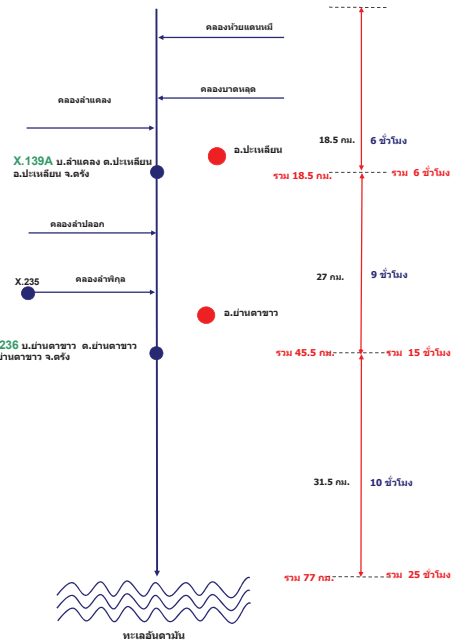 คลองห้วยแดนหมี
คลองบาดหลุด
คลองลำแคลง
18.5 กม.
6 ชั่วโมง
อ.ปะเหลียน
X.139A บ.ลำแคลง ต.ปะเหลียน
อ.ปะเหลียน จ.ตรัง
รวม 18.5 กม.
รวม 6 ชั่วโมง
คลองลำปลอก
27 กม.
9 ชั่วโมง
X.235
คลองลำพิกุล
อ.ย่านตาขาว
236 บ.ย่านตาขาว ต.ย่านตาขาว
ย่านตาขาว จ.ตรัง
รวม 45.5 กม.
รวม 15 ชั่วโมง
31.5 กม.
10 ชั่วโมง
รวม 77 กม.
รวม 25 ชั่วโมง
ทะเลอันดามัน